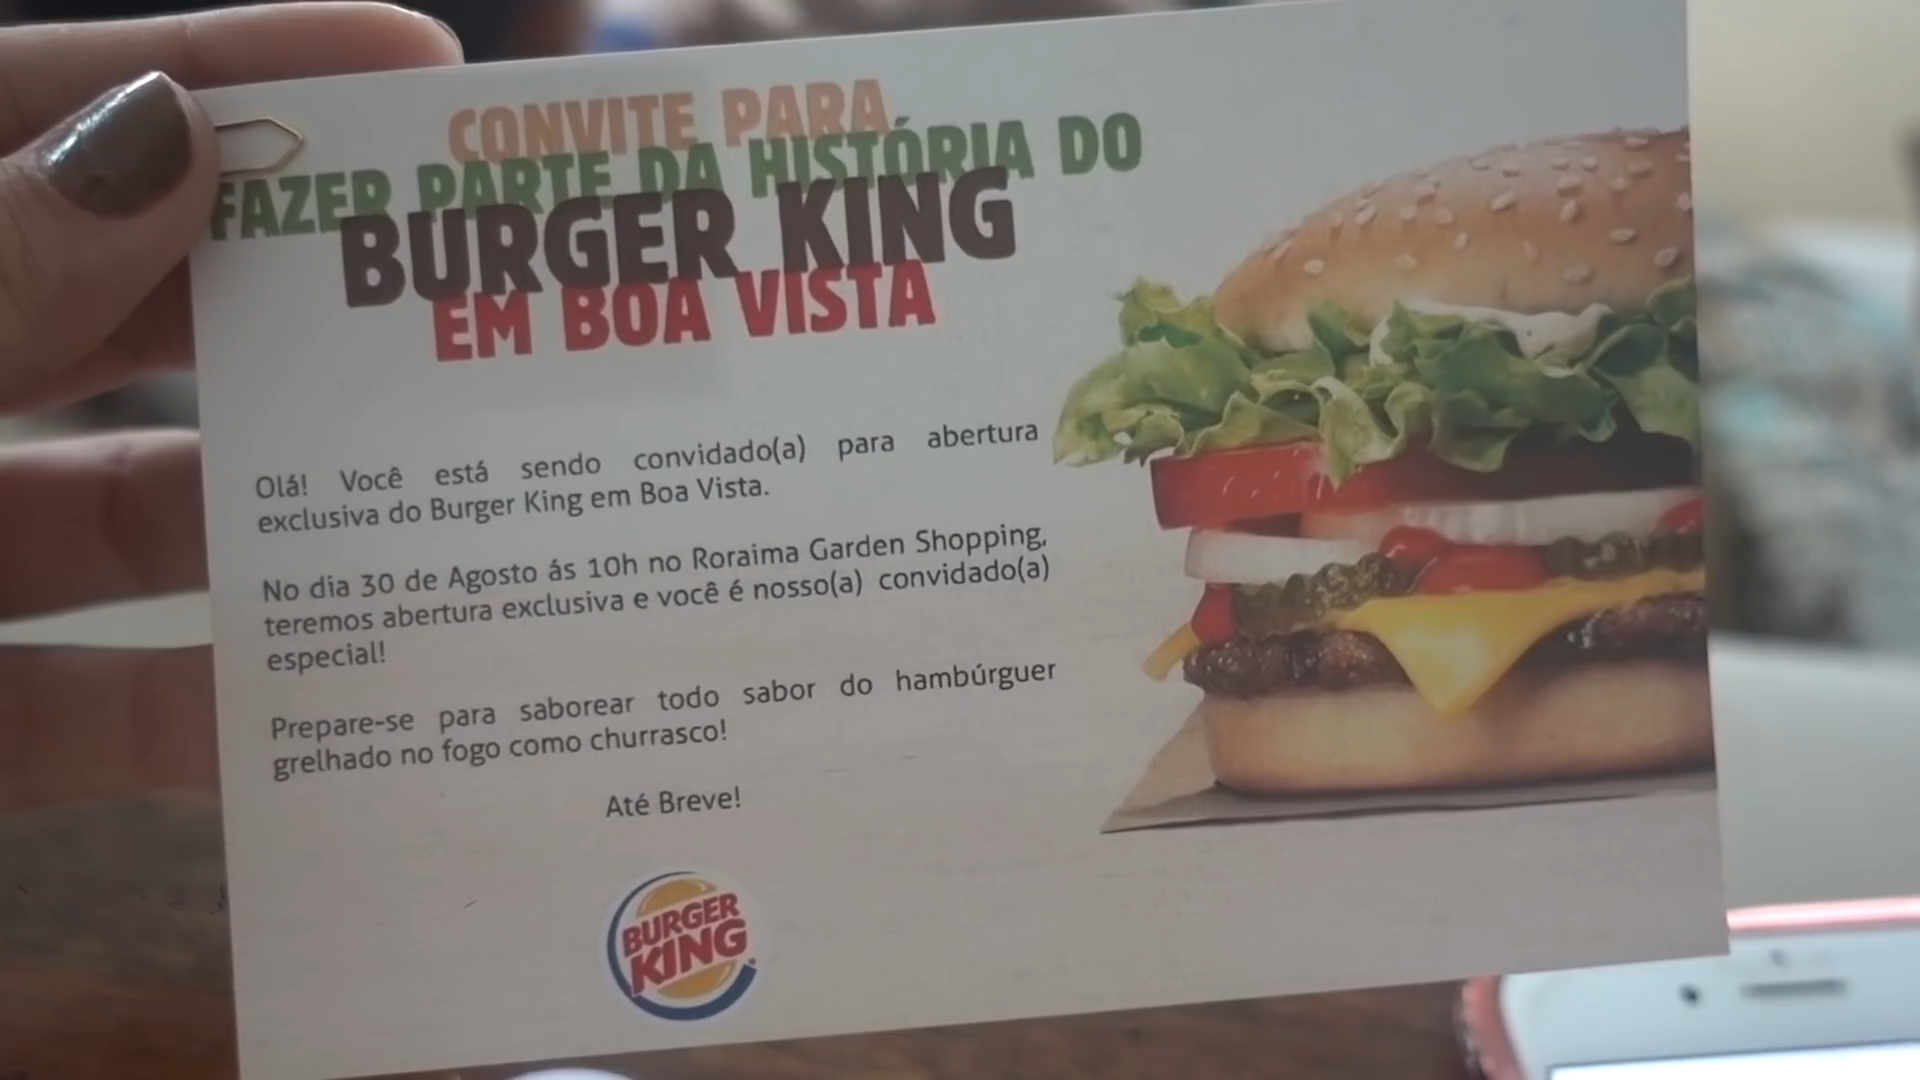 CONVITE PARA
FAZER PARTE DA HISTÓRIA DO
BURGER KING
EM BOA VISTA
Olá! Você está sendo convidado(a) para abertura
exclusiva do Burger King em Boa Vista.
No dia 30 de Agosto ás 10h no Roraima Garden Shopping,
teremos abertura exclusiva e você é nosso(a) convidado(a)
especial!
Prepare-se para saborear todo sabor do hambúrguer
grelhado no fogo como churrasco!
Até Breve!
BURGER
KING